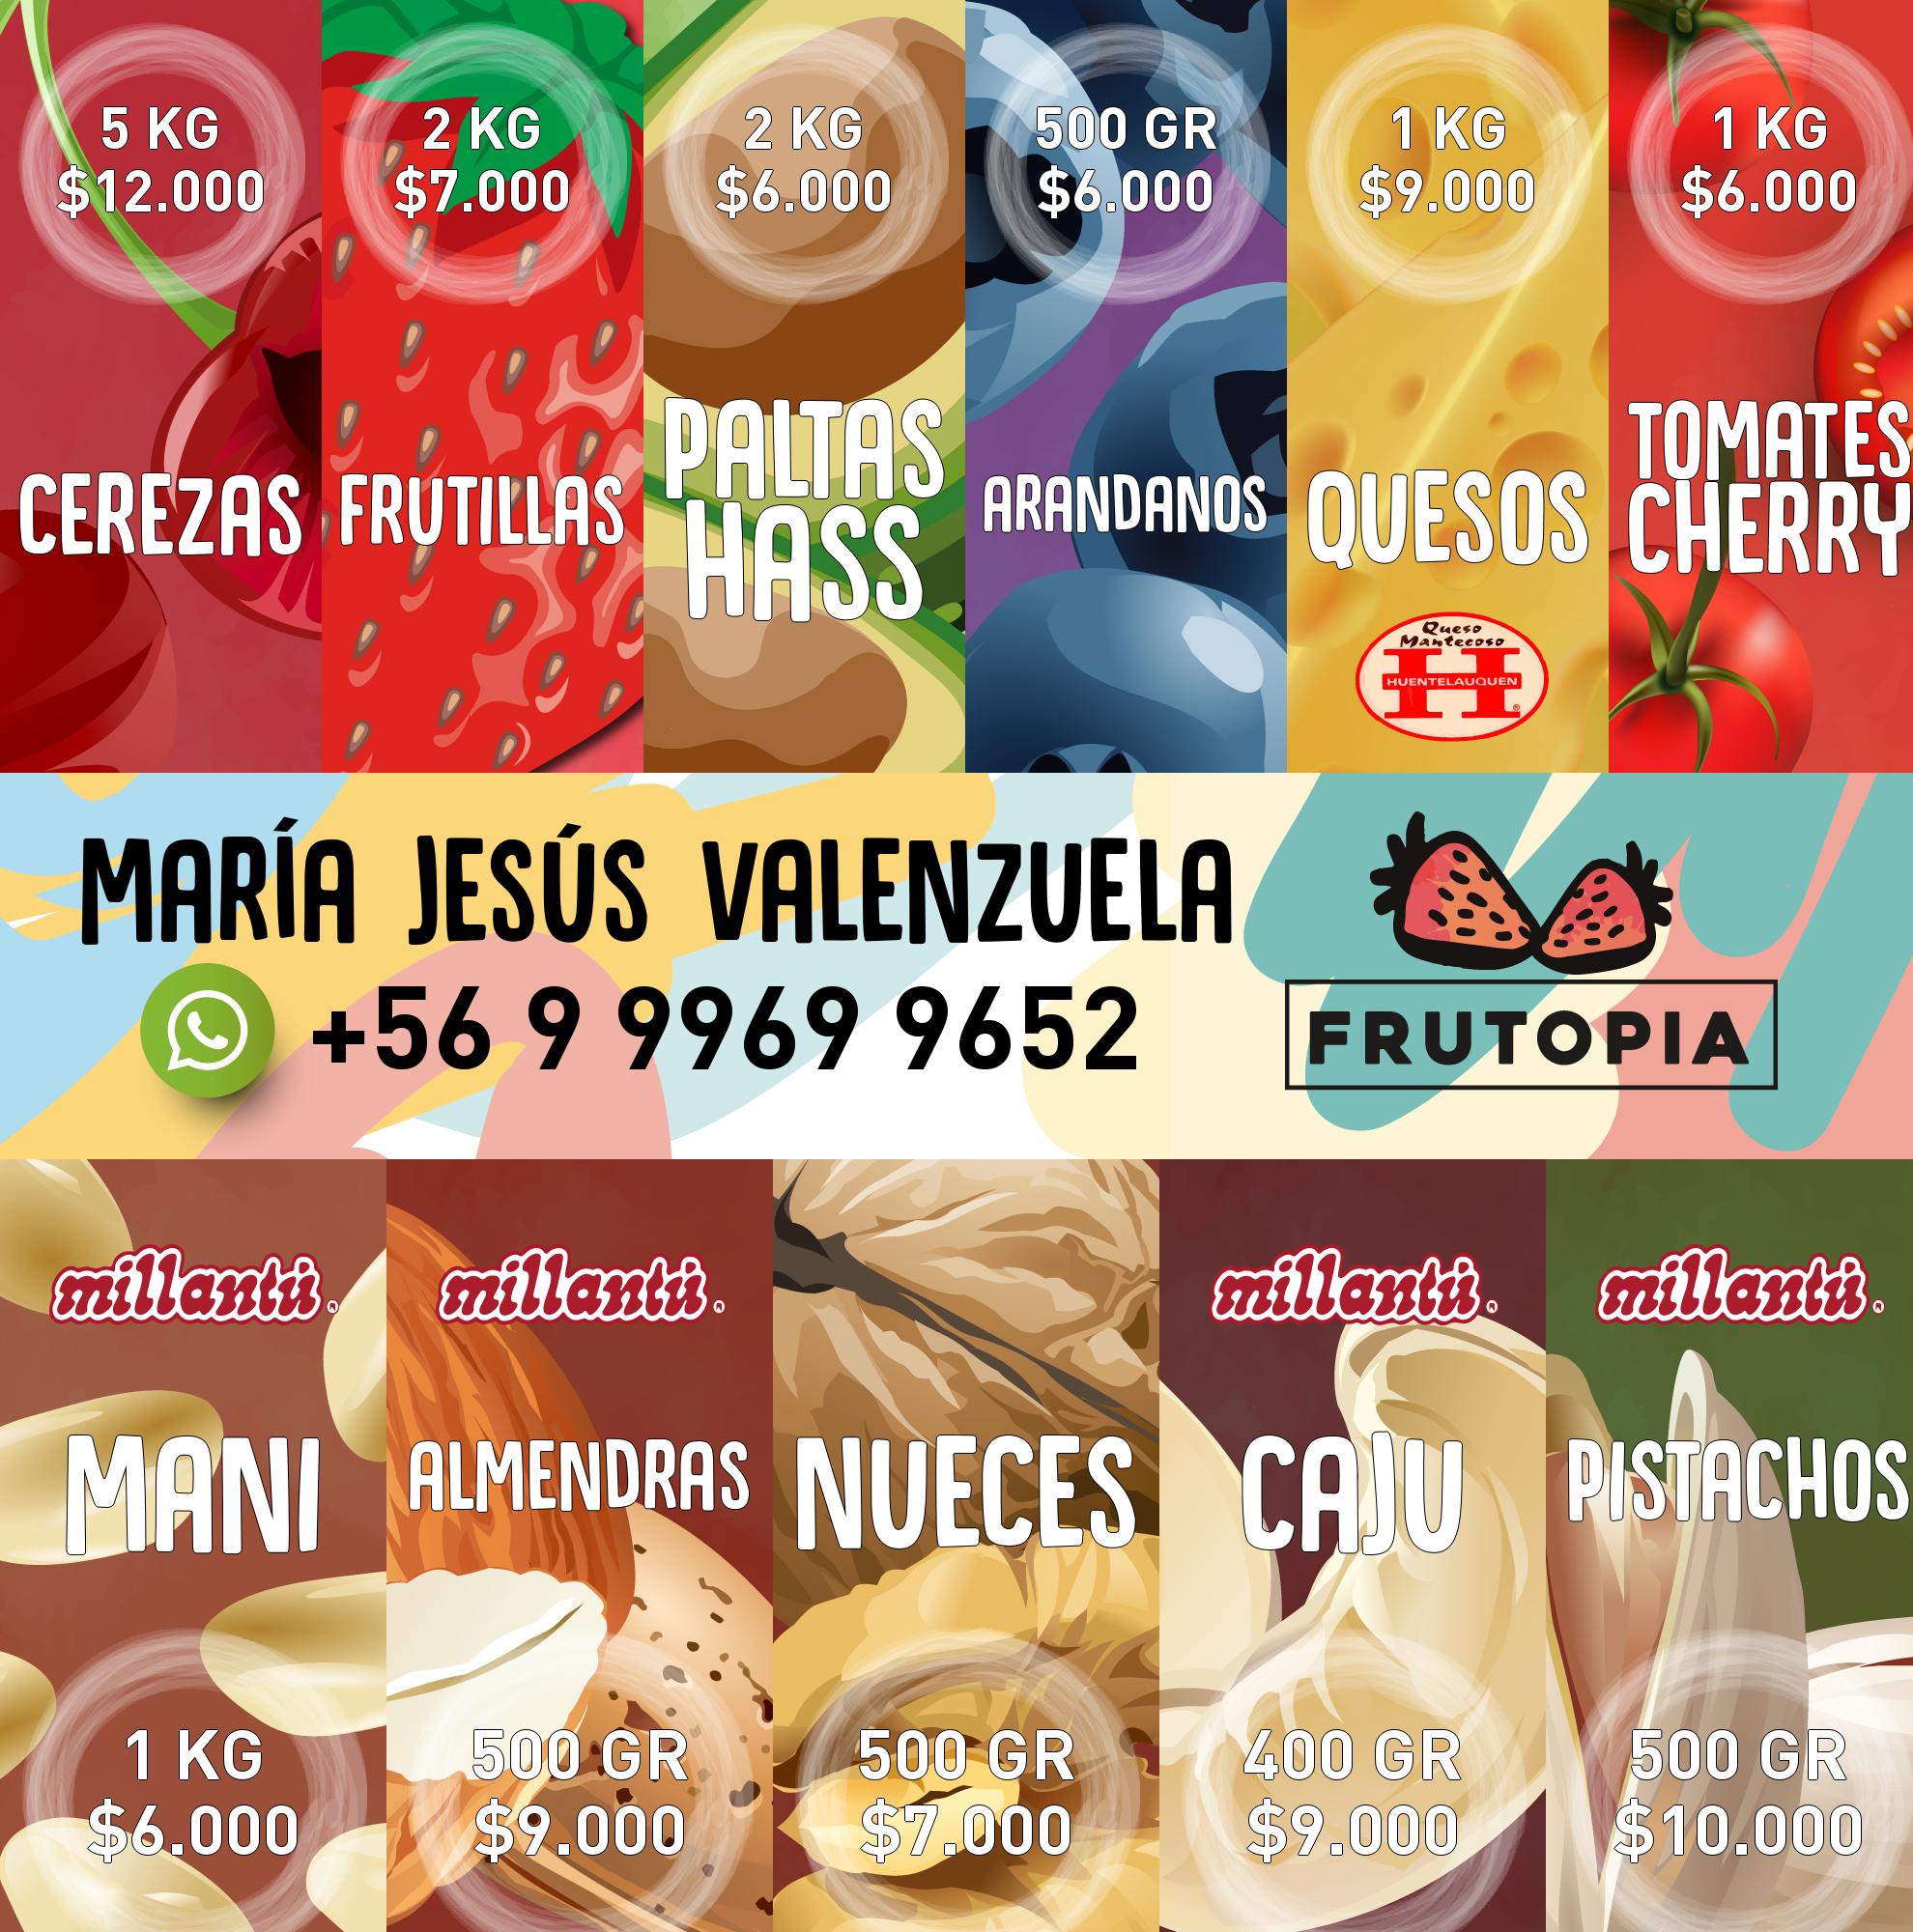 5 KG
$12.000
CEREZAS
2 KG
$7.000
FRUTILLAS
2 KG
$6.000
PALTAS
HASS
500 GR
$6.000
ARANDANOS
1 KG
$9.000
QUESOS
Queso
Mantecoso
H
HUENTELAUQUEN
®
1 KG
$6.000
TOMATES
CHERRY
MARÍA JESÚS VALENZUELA
+56 9 9969 9652
FRUTOPIA
millantú®
MANI
1 KG
$6.000
millantú®
ALMENDRAS
500 GR
$9.000
NUECES
500 GR
$7.000
millantú®
CAJU
400 GR
$9.000
millantú®
PISTACHOS
500 GR
$10.000